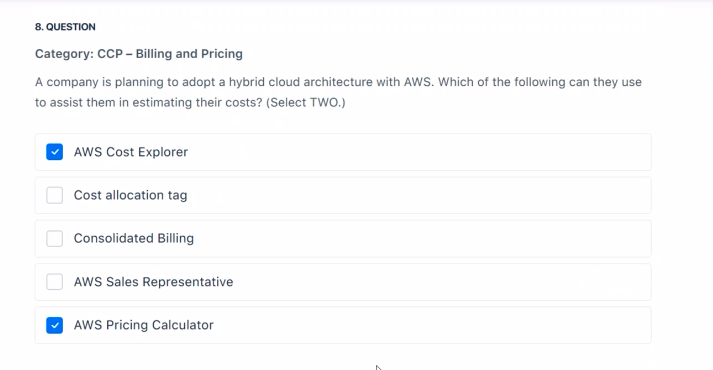 8. QUESTION
Category: CCP – Billing and Pricing
A company is planning to adopt a hybrid cloud architecture with AWS. Which of the following can they use
to assist them in estimating their costs? (Select TWO.)
AWS Cost Explorer
Cost allocation tag
Consolidated Billing
AWS Sales Representative
AWS Pricing Calculator